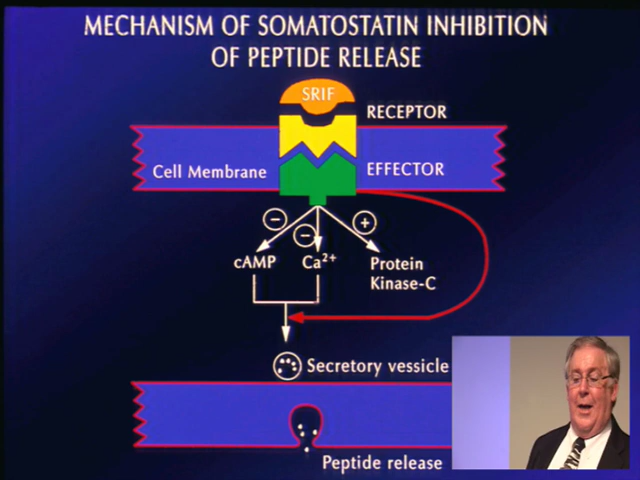 MECHANISM OF SOMATOSTATIN INHIBITION
OF PEPTIDE RELEASE
SRIF
RECEPTOR
Cell Membrane
EFFECTOR
cAMP
Ca²⁺
Protein
Kinase-C
Secretory vessicle
Peptide release